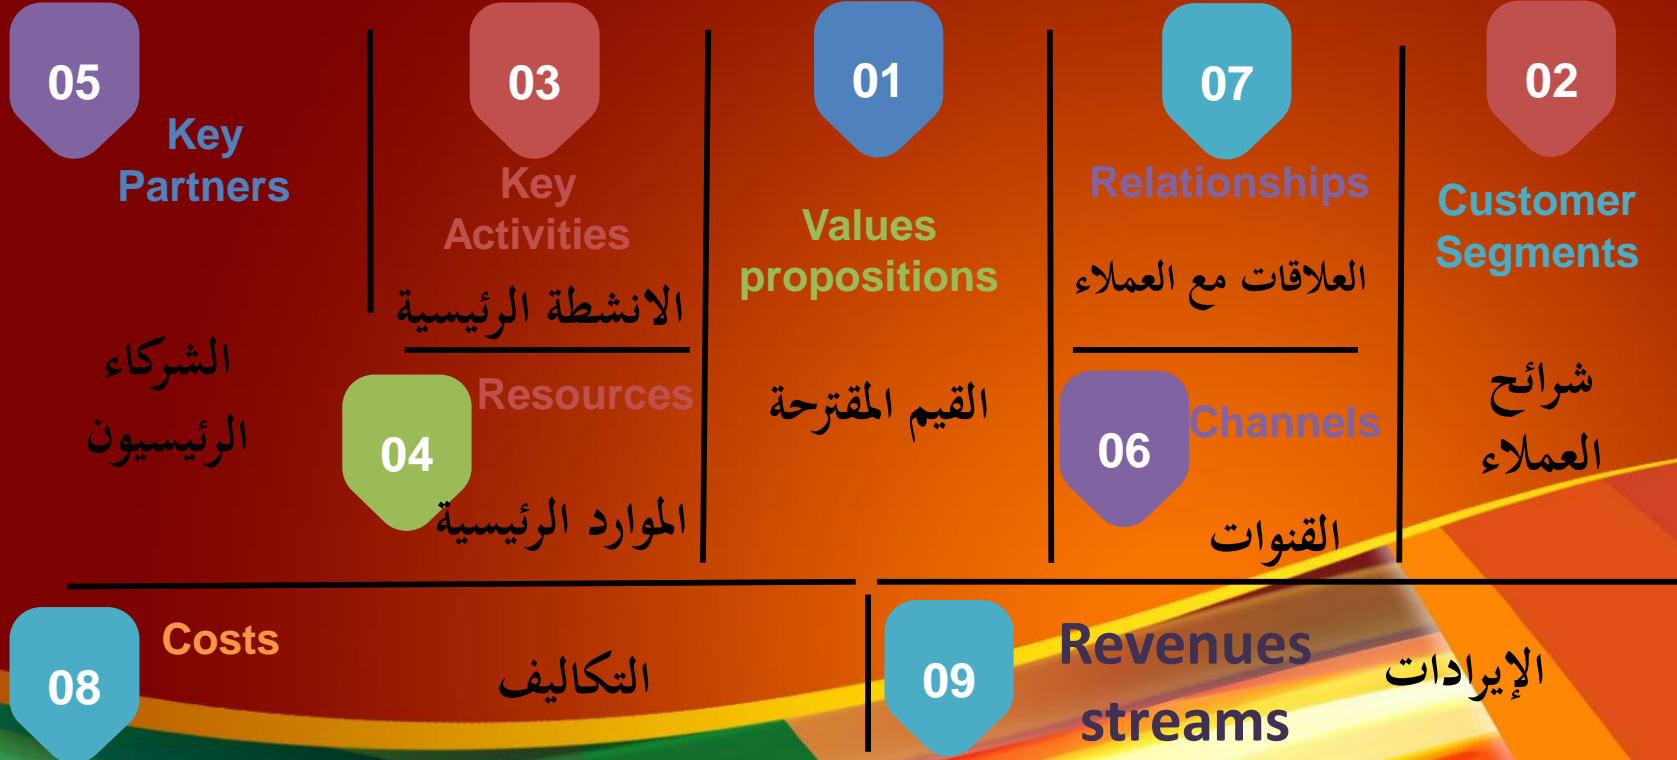 05
Key
Partners
الشركاء
الرئيسيون
03
Key
Activities
الانشطة الرئيسية
04
Resources
الموارد الرئيسية
01
Values
propositions
القيم المقترحة
07
Relationships
العلاقات مع العملاء
06
Channels
القنوات
02
Customer
Segments
شرائح
العملاء
08
Costs
التكاليف
09
Revenues
streams
الإيرادات